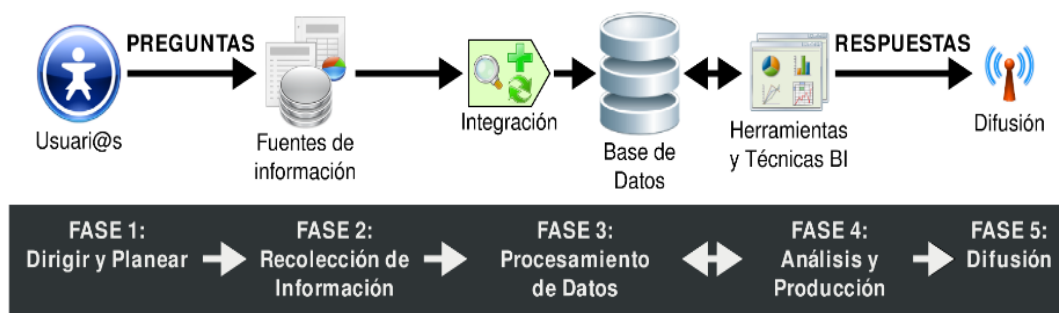 PREGUNTAS
RESPUESTAS
Usuari@s
Fuentes de
información
Integración
Base de
Datos
Herramientas
y Técnicas BI
Difusión
FASE 1:
Dirigir y Planear
FASE 2:
Recolección de
Información
FASE 3:
Procesamiento
de Datos
FASE 4:
Análisis y
Producción
FASE 5:
Difusión